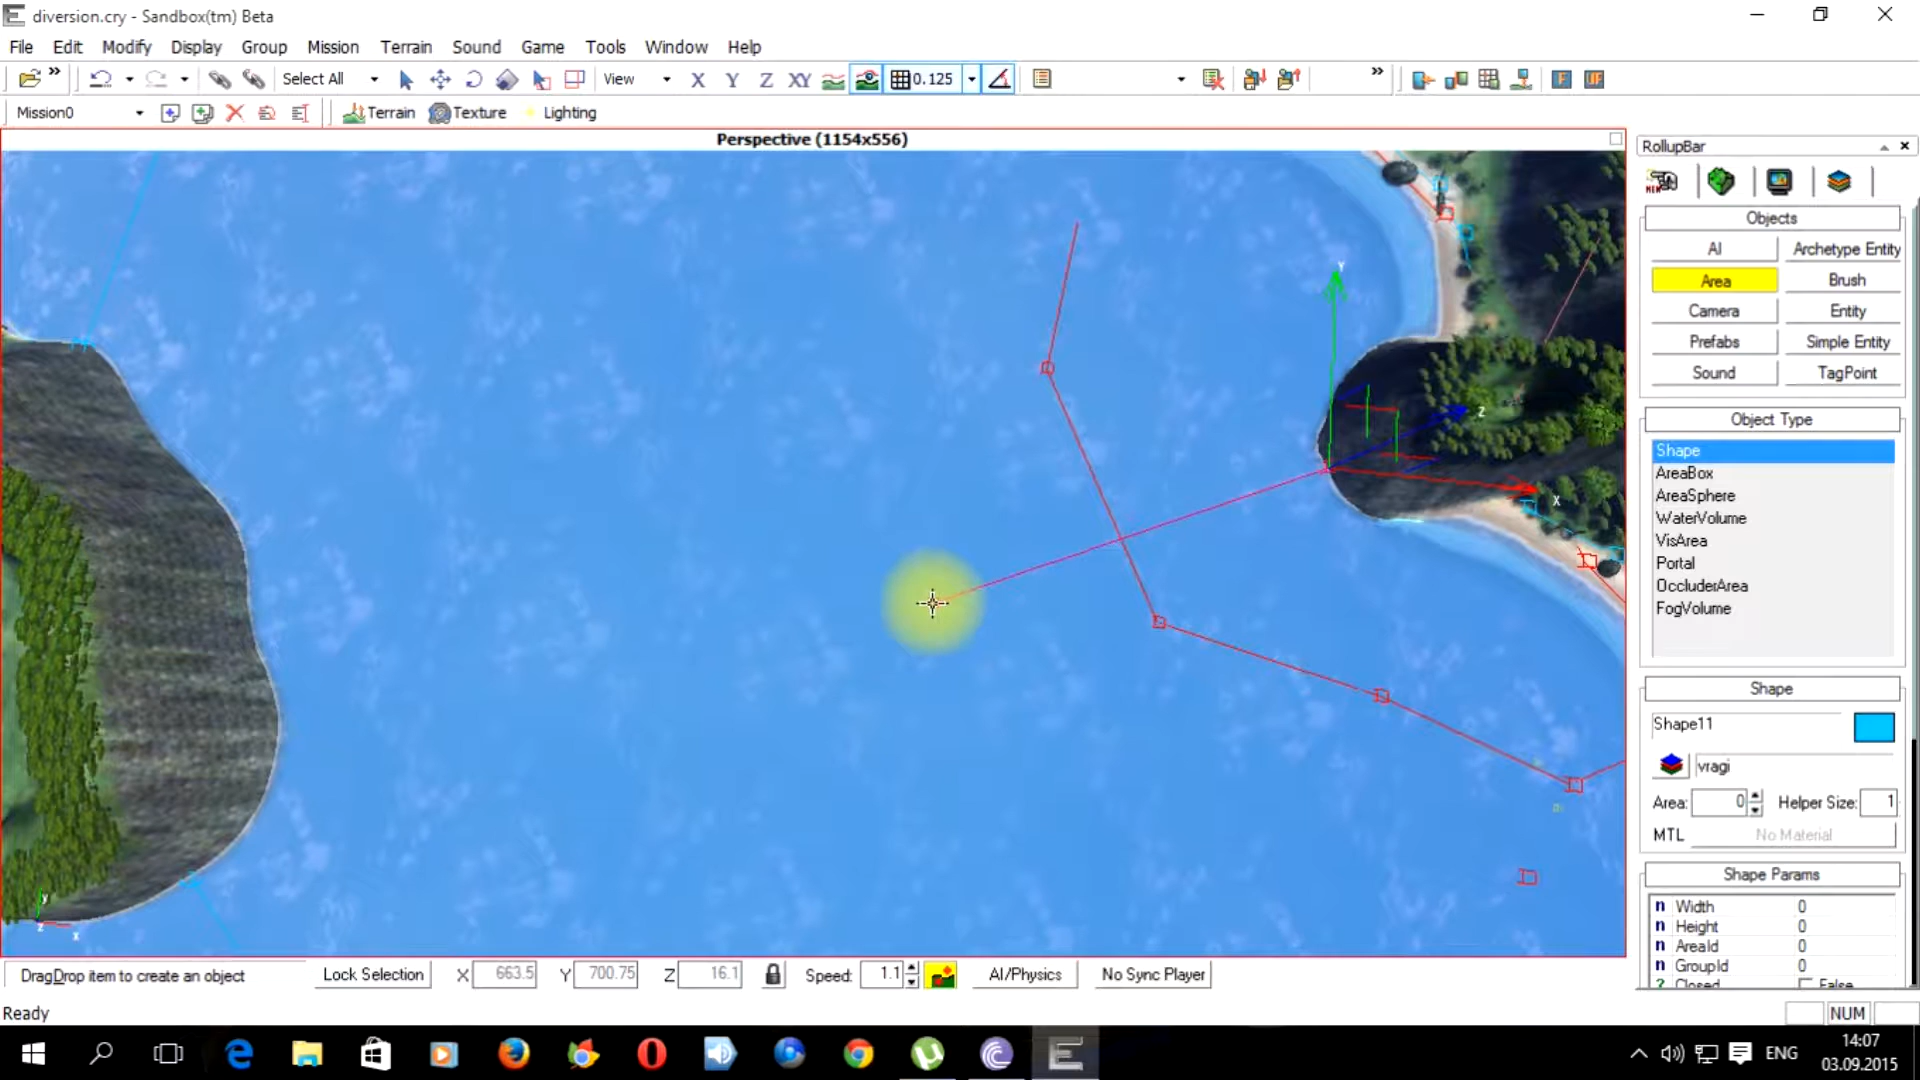 diversion.cry - Sandbox(tm) Beta
File Edit Modify Display Group Mission Terrain Sound Game Tools Window Help
» Select All View X Y Z XY 0.125 »
Mission0 Terrain Texture Lighting
Perspective (1154x556)
RollupBar
NEW
Objects
AI Archetype Entity
Area Brush
Camera Entity
Prefabs Simple Entity
Sound TagPoint
Object Type
Shape
AreaBox
AreaSphere
WaterVolume
VisArea
Portal
OccluderArea
FogVolume
Shape
Shape11
vragi
Area: 0 Helper Size: 1
MTL No Material
Shape Params
n Width 0
n Height 0
n AreaId 0
n GroupId 0
? Closed False
Y
Z
X
y
z
x
DragDrop item to create an object Lock Selection X 663.5 Y 700.75 Z 16.1 Speed: 1.1 AI/Physics No Sync Player
Ready NUM
ENG 14:07
03.09.2015